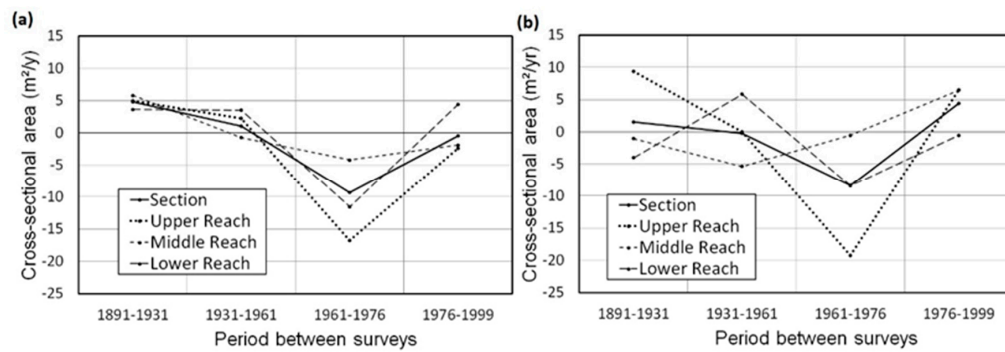 (a)
Cross-sectional area (m²/y)
15
10
5
0
-5
-10
-15
-20
-25
Section
Upper Reach
Middle Reach
Lower Reach
1891-1931 1931-1961 1961-1976 1976-1999
Period between surveys
(b)
Cross-sectional area (m²/yr)
15
10
5
0
-5
-10
-15
-20
-25
Section
Upper Reach
Middle Reach
Lower Reach
1891-1931 1931-1961 1961-1976 1976-1999
Period between surveys